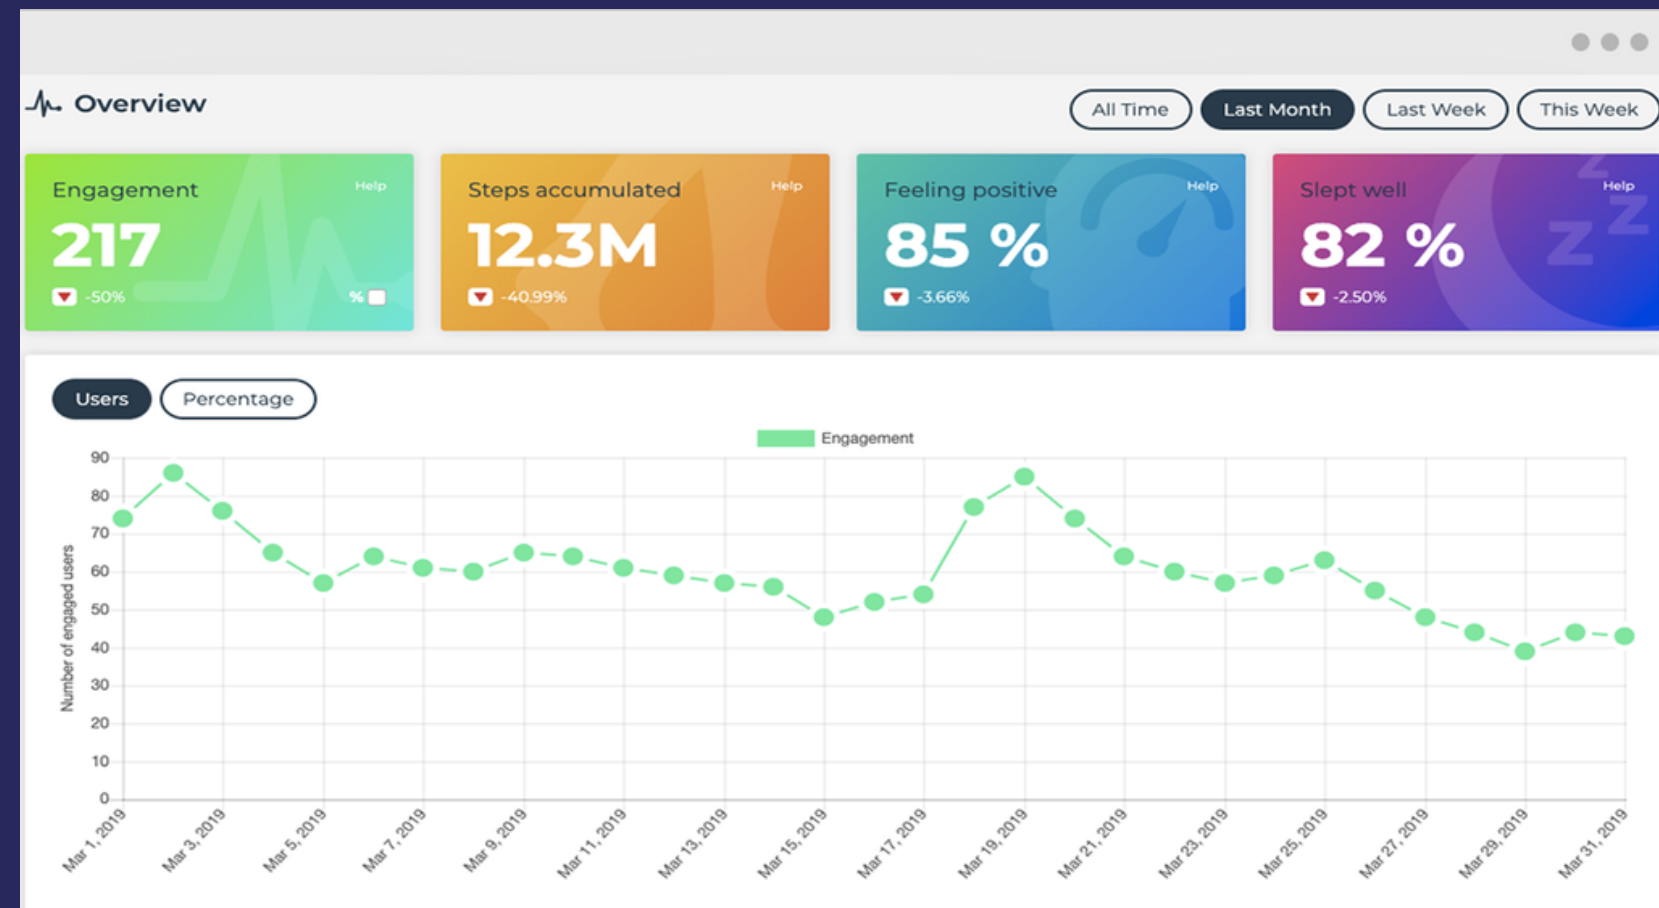 Overview
All Time
Last Month
Last Week
This Week
Engagement
Help
217
-50%
%
Steps accumulated
Help
12.3M
-40.99%
Feeling positive
Help
85 %
-3.66%
Slept well
Help
82 %
-2.50%
z
z
z
Users
Percentage
Engagement
Number of engaged users
90
80
70
60
50
40
30
20
10
0
Mar 1, 2019
Mar 3, 2019
Mar 5, 2019
Mar 7, 2019
Mar 9, 2019
Mar 11, 2019
Mar 13, 2019
Mar 15, 2019
Mar 17, 2019
Mar 19, 2019
Mar 21, 2019
Mar 23, 2019
Mar 25, 2019
Mar 27, 2019
Mar 29, 2019
Mar 31, 2019